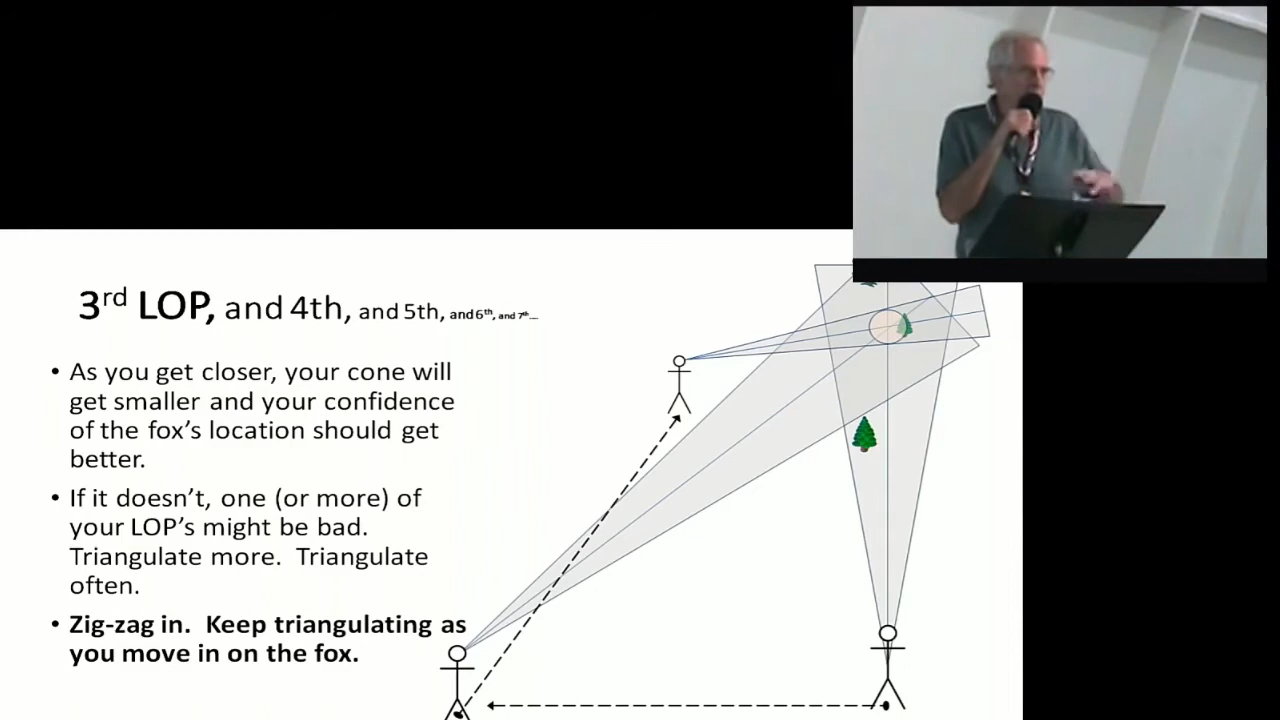 3rd LOP, and 4th, and 5th, and 6th, and 7th....
• As you get closer, your cone will
get smaller and your confidence
of the fox's location should get
better.
• If it doesn't, one (or more) of
your LOP's might be bad.
Triangulate more.  Triangulate
often.
• Zig-zag in.  Keep triangulating as
you move in on the fox.